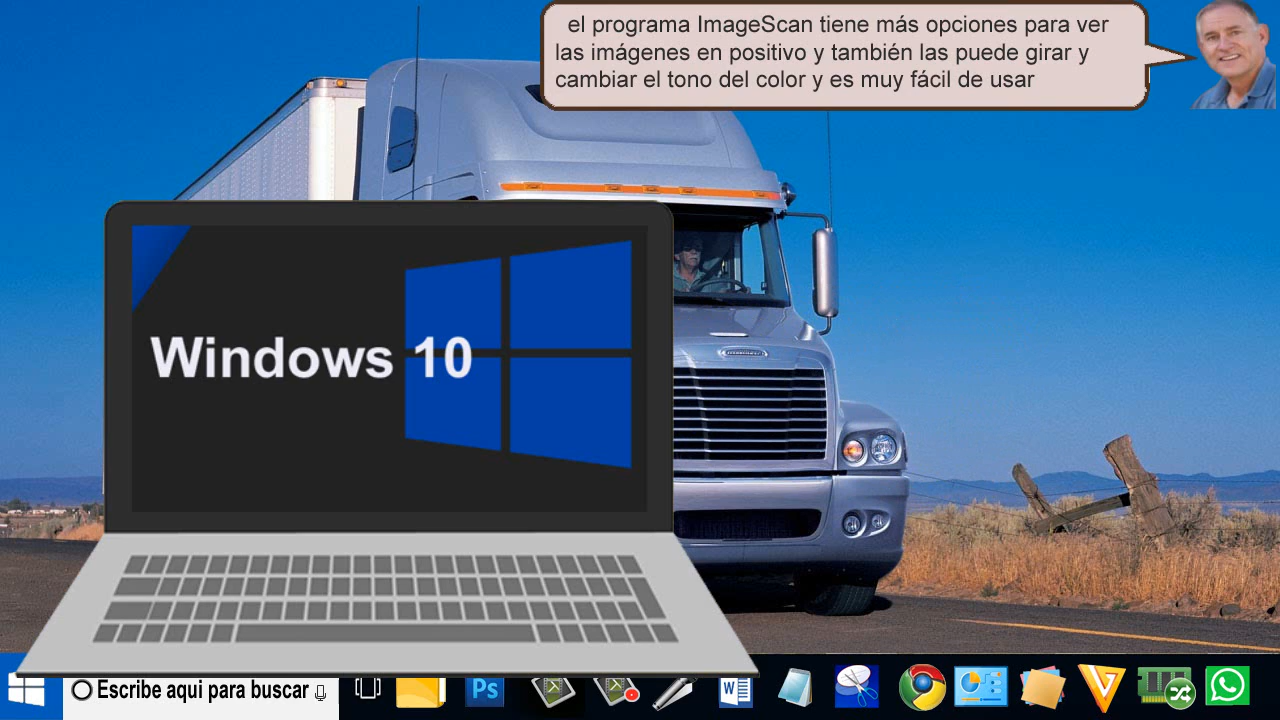 el programa ImageScan tiene más opciones para ver
las imágenes en positivo y también las puede girar y
cambiar el tono del color y es muy fácil de usar
Windows 10
Escribe aqui para buscar
Ps
W